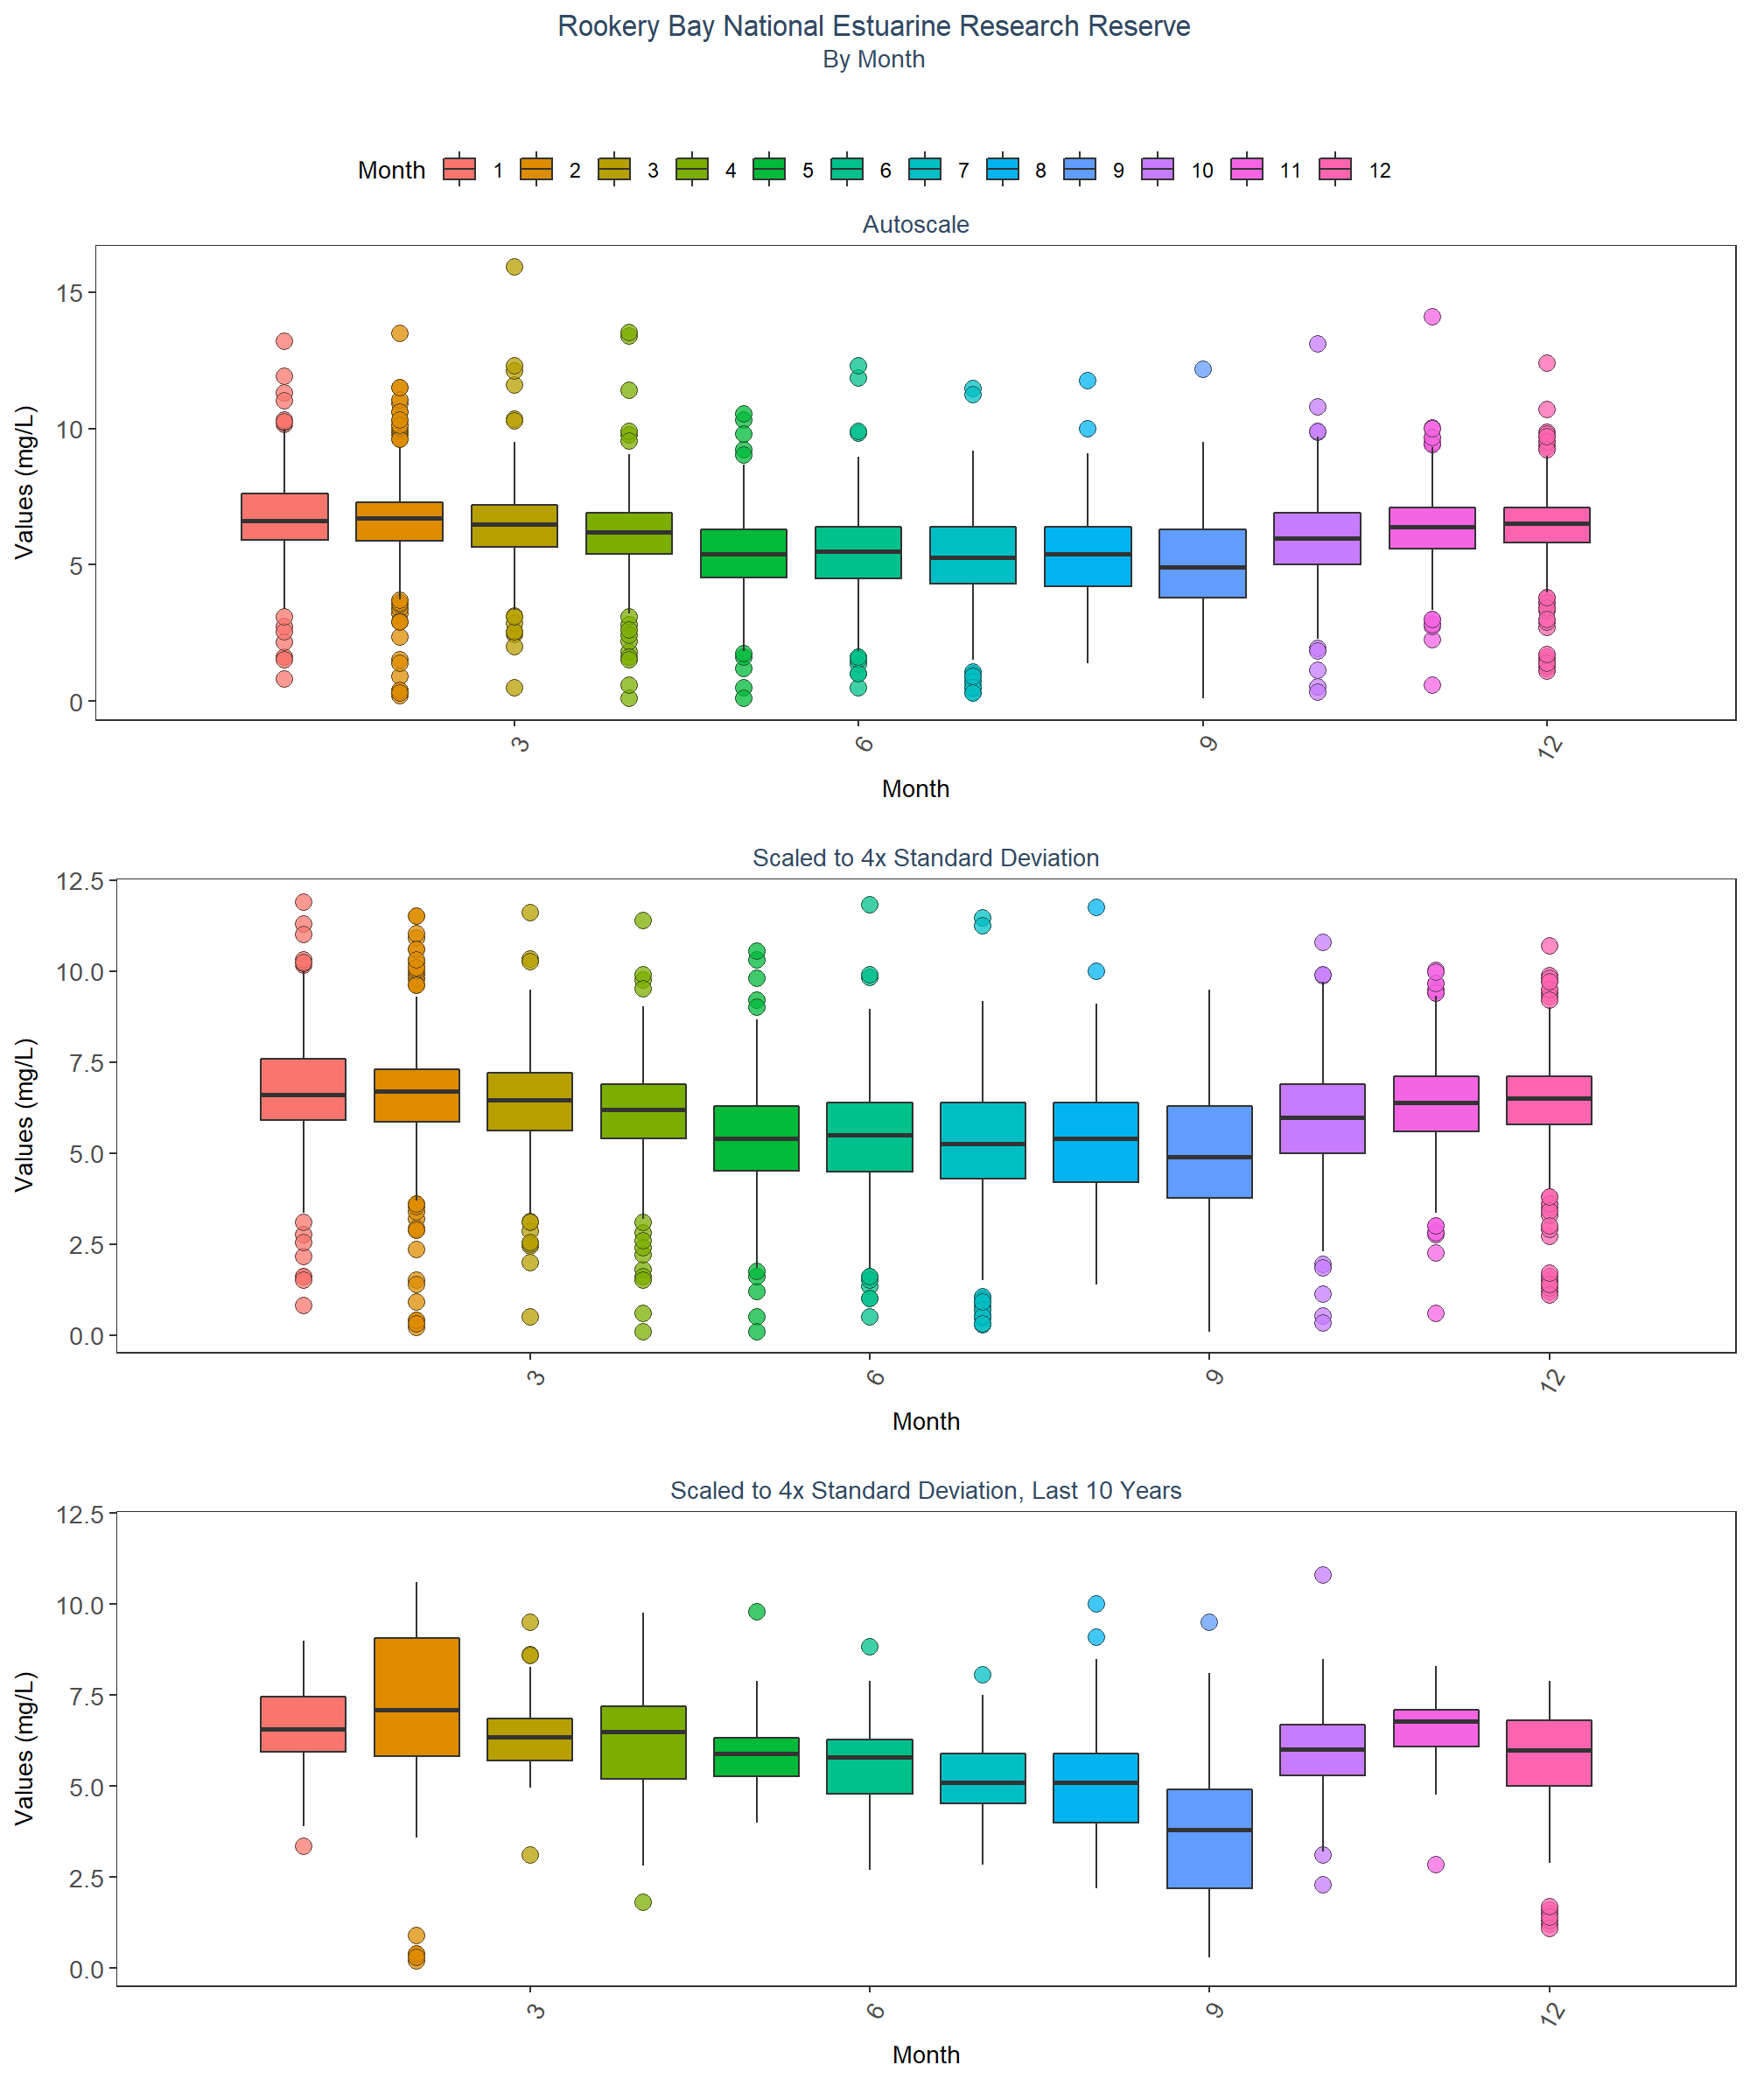 Rookery Bay National Estuarine Research Reserve
By Month
Month 1 2 3 4 5 6 7 8 9 10 11 12
Autoscale
Values (mg/L)
15
10
5
0
3 6 9 12
Month
Scaled to 4x Standard Deviation
Values (mg/L)
12.5
10.0
7.5
5.0
2.5
0.0
3 6 9 12
Month
Scaled to 4x Standard Deviation, Last 10 Years
Values (mg/L)
12.5
10.0
7.5
5.0
2.5
0.0
3 6 9 12
Month